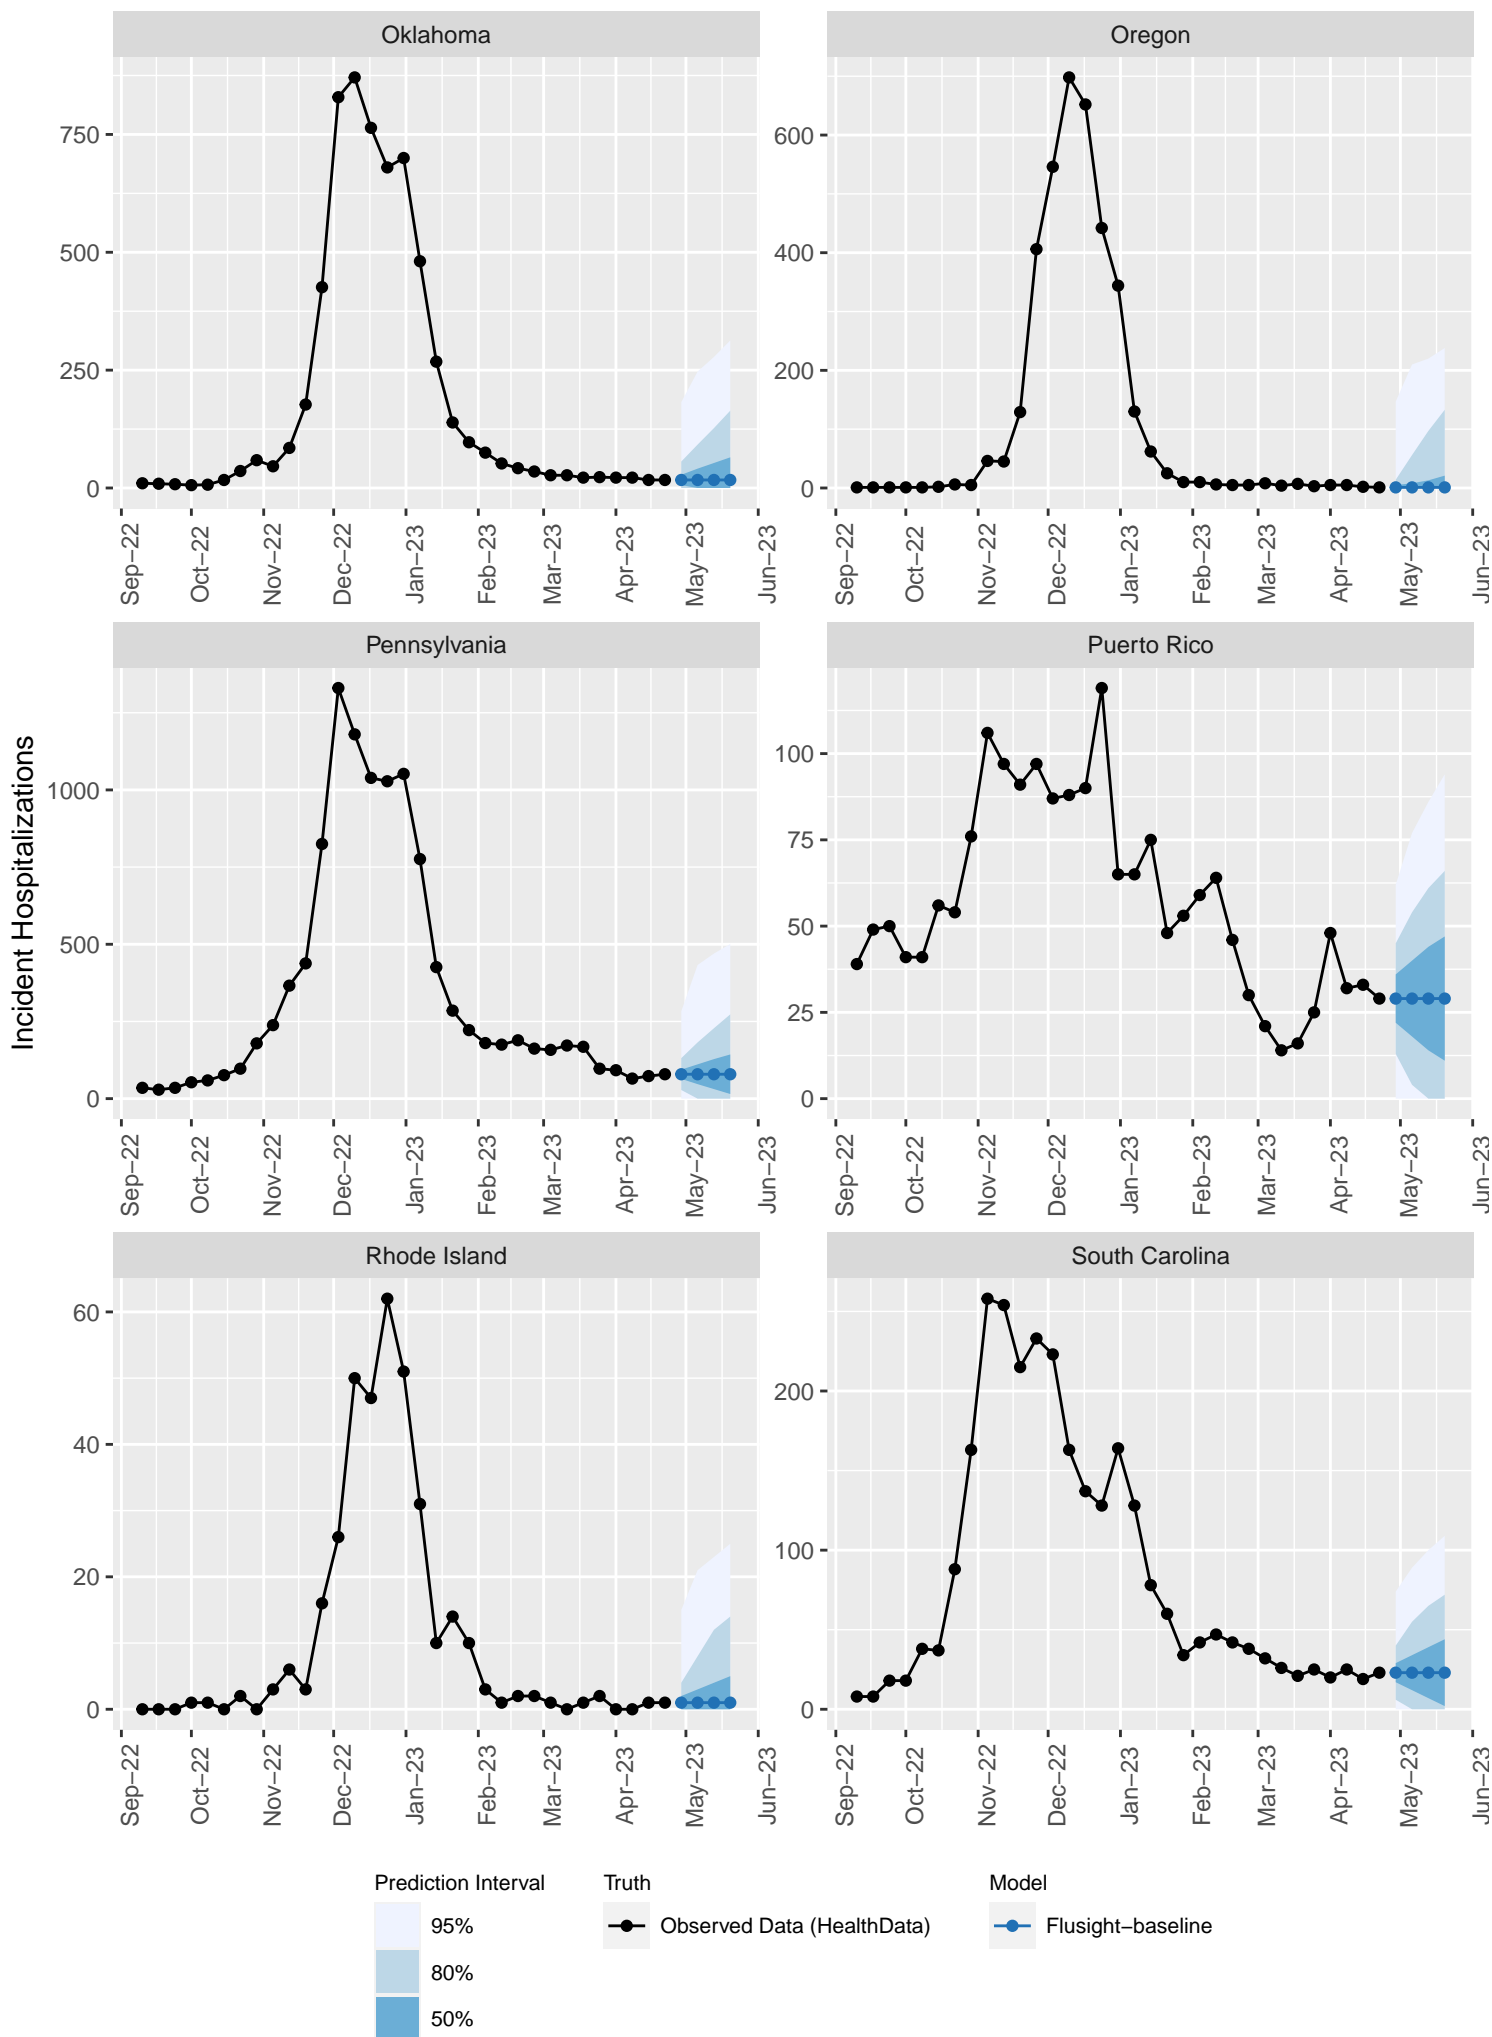 Oklahoma
Oregon
750
500
250
0
600
400
200
0
Sep−22
Oct−22
Nov−22
Dec−22
Jan−23
Feb−23
Mar−23
Apr−23
May−23
Jun−23
Sep−22
Oct−22
Nov−22
Dec−22
Jan−23
Feb−23
Mar−23
Apr−23
May−23
Jun−23
Pennsylvania
Puerto Rico
Incident Hospitalizations
1000
500
0
100
75
50
25
0
Sep−22
Oct−22
Nov−22
Dec−22
Jan−23
Feb−23
Mar−23
Apr−23
May−23
Jun−23
Sep−22
Oct−22
Nov−22
Dec−22
Jan−23
Feb−23
Mar−23
Apr−23
May−23
Jun−23
Rhode Island
South Carolina
60
40
20
0
200
100
0
Sep−22
Oct−22
Nov−22
Dec−22
Jan−23
Feb−23
Mar−23
Apr−23
May−23
Jun−23
Sep−22
Oct−22
Nov−22
Dec−22
Jan−23
Feb−23
Mar−23
Apr−23
May−23
Jun−23
Prediction Interval
95%
80%
50%
Truth
Observed Data (HealthData)
Model
Flusight−baseline